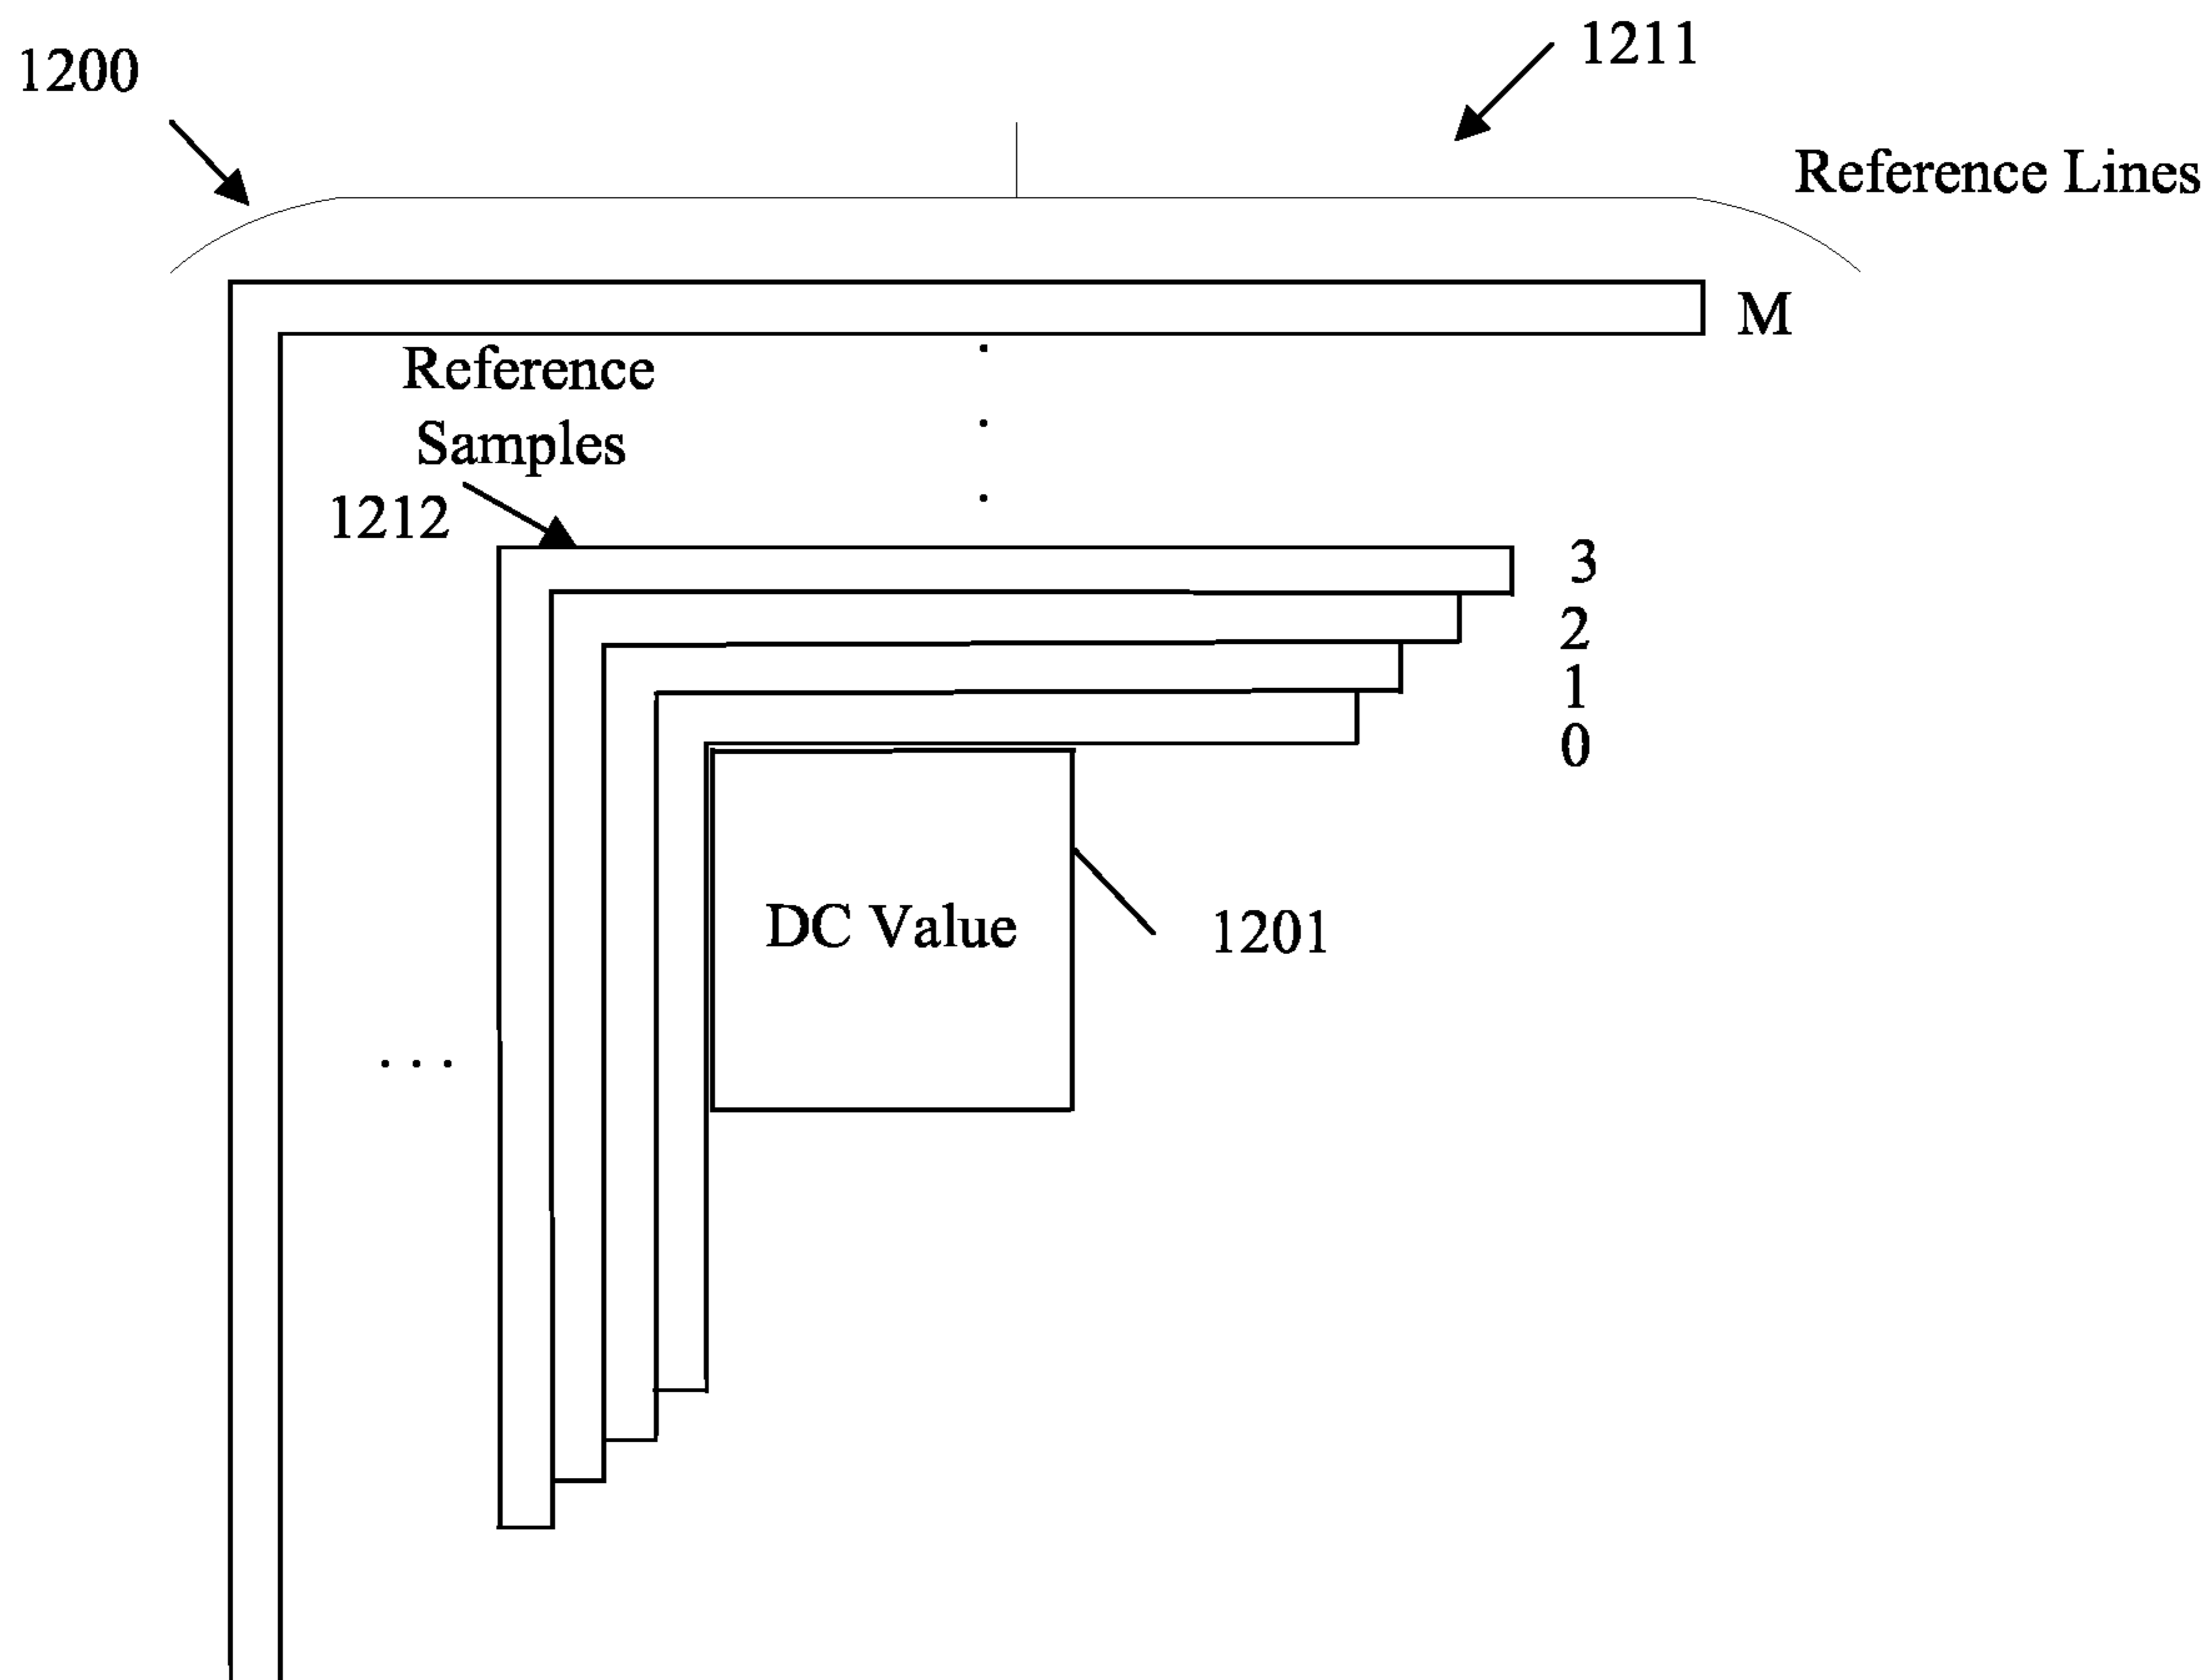 1200
1211
Reference Lines
M
Reference
Samples
1212
3
2
1
0
DC Value
1201